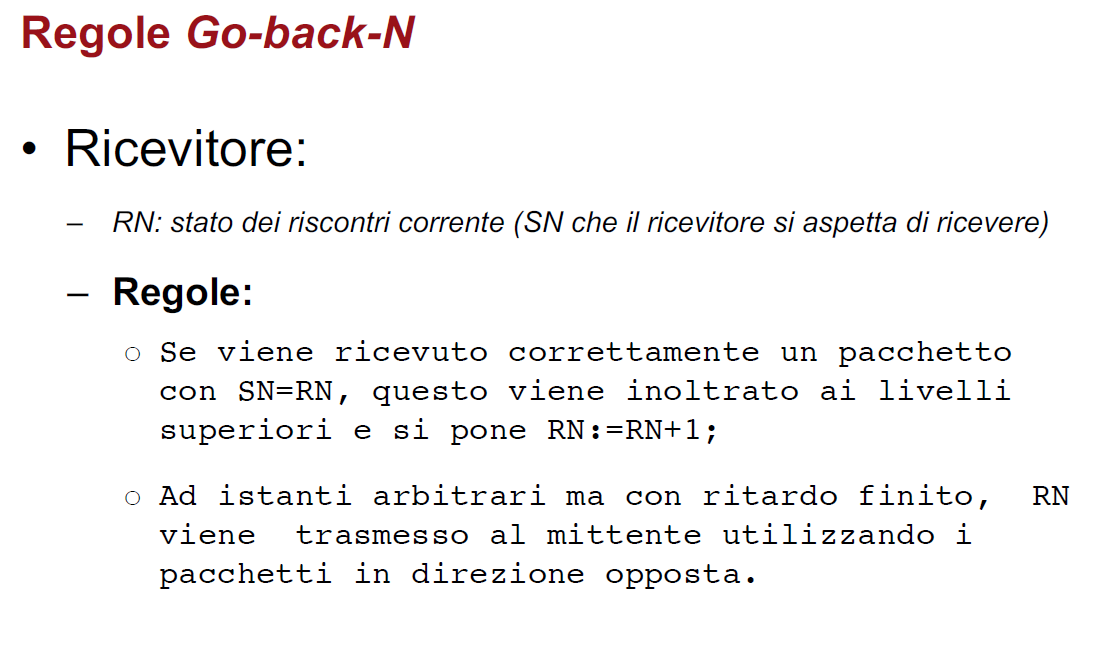 Regole Go-back-N
• Ricevitore:
– RN: stato dei riscontri corrente (SN che il ricevitore si aspetta di ricevere)
– Regole:
○ Se viene ricevuto correttamente un pacchetto
con SN=RN, questo viene inoltrato ai livelli
superiori e si pone RN:=RN+1;
○ Ad istanti arbitrari ma con ritardo finito,  RN
viene  trasmesso al mittente utilizzando i
pacchetti in direzione opposta.